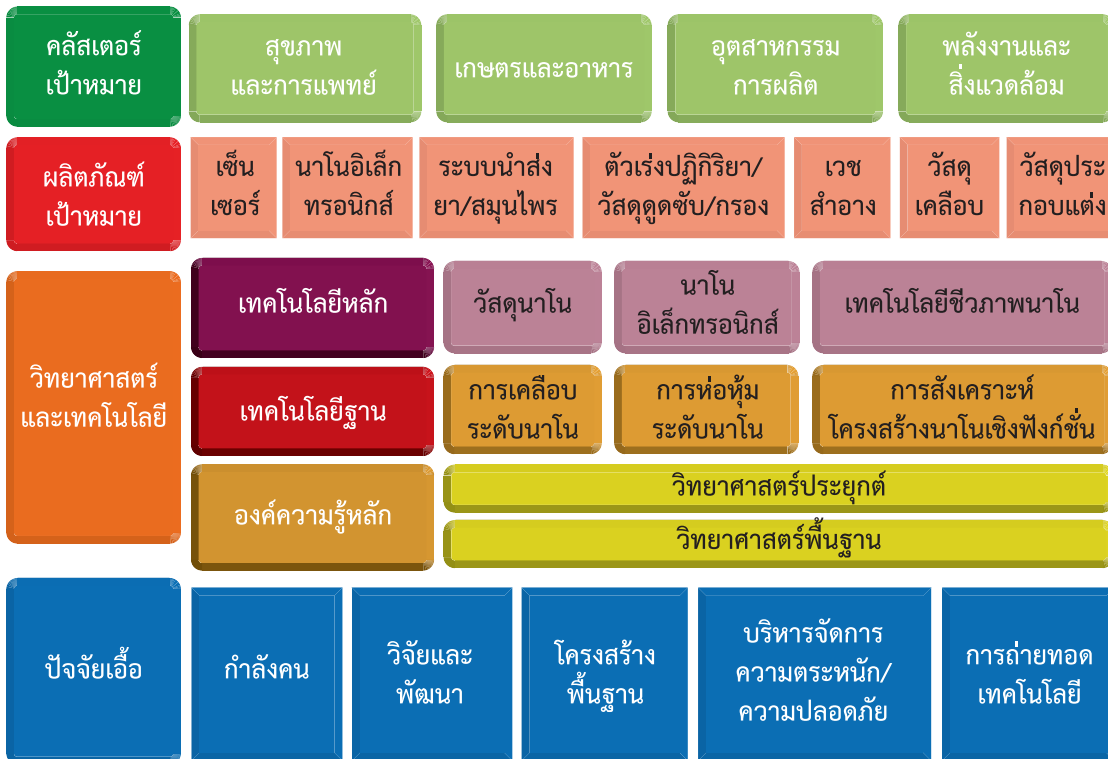 คลัสเตอร์
เป้าหมาย
สุขภาพ
และการแพทย์
เกษตรและอาหาร
อุตสาหกรรม
การผลิต
พลังงานและ
สิ่งแวดล้อม
ผลิตภัณฑ์
เป้าหมาย
เซ็น
เซอร์
นาโนอิเล็ก
ทรอนิกส์
ระบบนำส่ง
ยา/สมุนไพร
ตัวเร่งปฏิกิริยา/
วัสดุดูดซับ/กรอง
เวช
สำอาง
วัสดุ
เคลือบ
วัสดุประ
กอบแต่ง
วิทยาศาสตร์
และเทคโนโลยี
เทคโนโลยีหลัก
วัสดุนาโน
นาโน
อิเล็กทรอนิกส์
เทคโนโลยีชีวภาพนาโน
เทคโนโลยีฐาน
การเคลือบ
ระดับนาโน
การห่อหุ้ม
ระดับนาโน
การสังเคราะห์
โครงสร้างนาโนเชิงฟังก์ชั่น
องค์ความรู้หลัก
วิทยาศาสตร์ประยุกต์
วิทยาศาสตร์พื้นฐาน
ปัจจัยเอื้อ
กำลังคน
วิจัยและ
พัฒนา
โครงสร้าง
พื้นฐาน
บริหารจัดการ
ความตระหนัก/
ความปลอดภัย
การถ่ายทอด
เทคโนโลยี